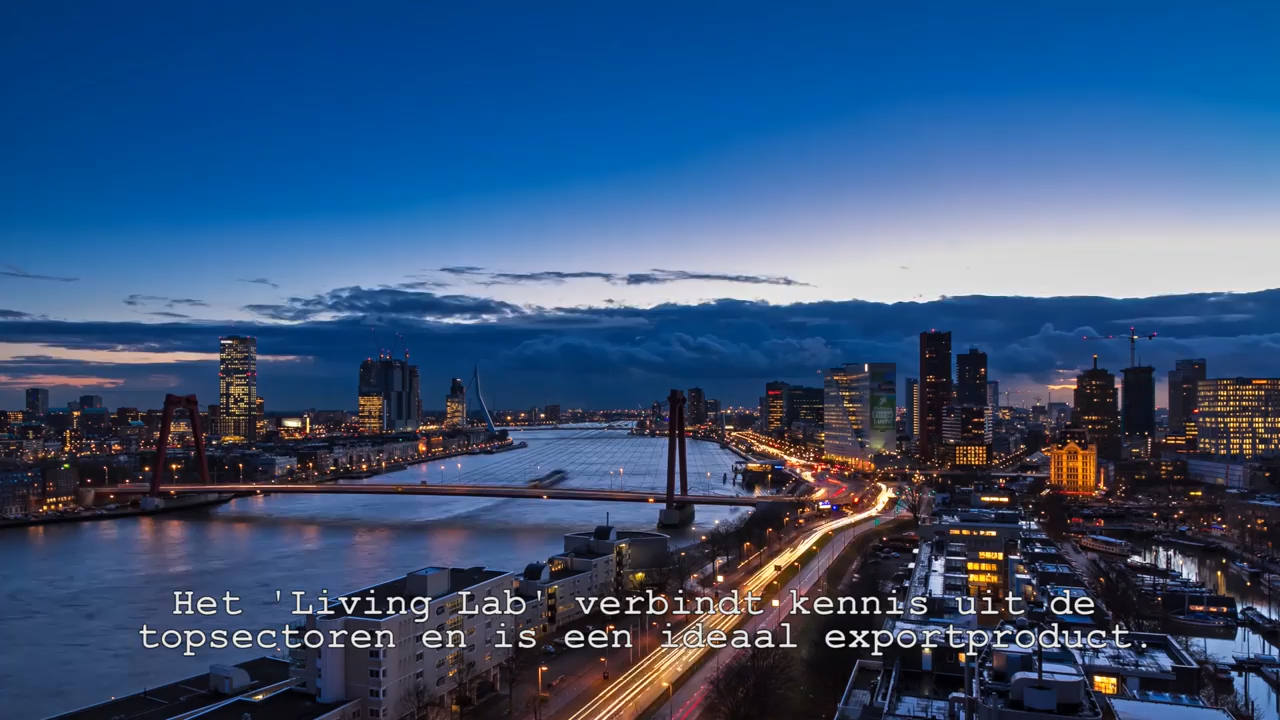 Het 'Living Lab' verbindt kennis uit de
topsectoren en is een ideaal exportproduct.